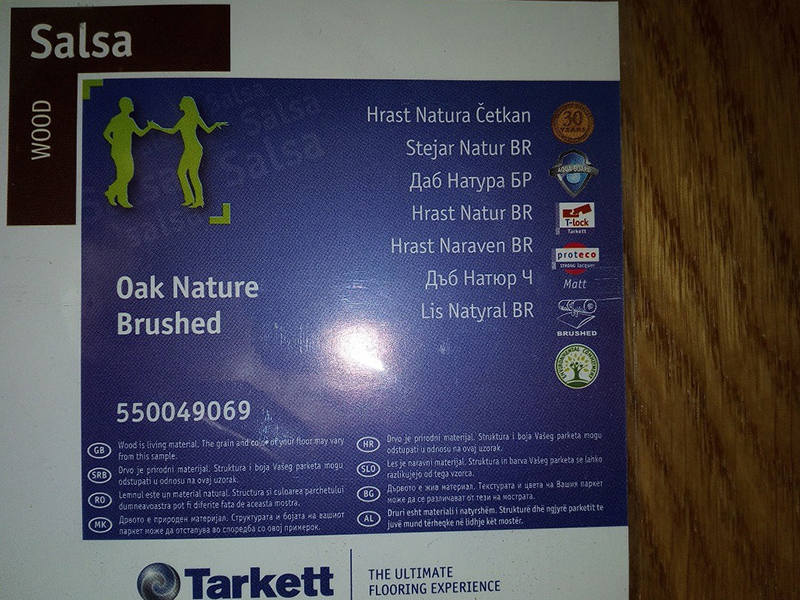 Salsa
WOOD
Hrast Natura Četkan
Stejar Natur BR
Даб Натура БР
Hrast Natur BR
Hrast Naraven BR
Дъб Натюр Ч
Lis Natyral BR
30
YEARS
AQUA GUARD
T-lock
Tarkett
proteco
STRONG lacquer
Matt
BRUSHED
Oak Nature
Brushed
550049069
GB Wood is living material. The grain and color of your floor may vary
from this sample.
SRB Drvo je prirodni materijal. Struktura i boja Vašeg parketa mogu
odstupati u odnosu na ovaj uzorak.
RO Lemnul este un material natural. Structura si culoarea parchetului
dumneavoastra pot fi diferite fata de aceasta mostra.
MK Дрвото е природен материјал. Структурата и бојата на вашиот
паркет може да отстапува во споредба со овој примерок.
HR Drvo je prirodni materijal. Struktura i boja Vašeg parketa mogu
odstupati u odnosu na ovaj uzorak.
SLO Les je naravni material. Struktura in barva Vašega parketa se lahko
razlikujejo od tega vzorca.
BG Дървото е жив материал. Текстурата и цвета на Вашия паркет
може да се различават от тези на мострата.
AL Druri esht materiali i natyrshëm. Strukturë dhe ngjyrë parketit te
juvë mund tërheqke në lidhje kët mostër.
Tarkett
THE ULTIMATE
FLOORING EXPERIENCE